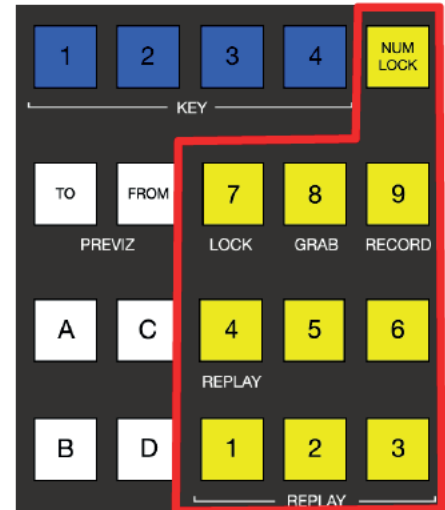 1 2 3 4 NUM LOCK
KEY
TO FROM 7 8 9
PREVIZ LOCK GRAB RECORD
A C 4 5 6
REPLAY
B D 1 2 3
REPLAY